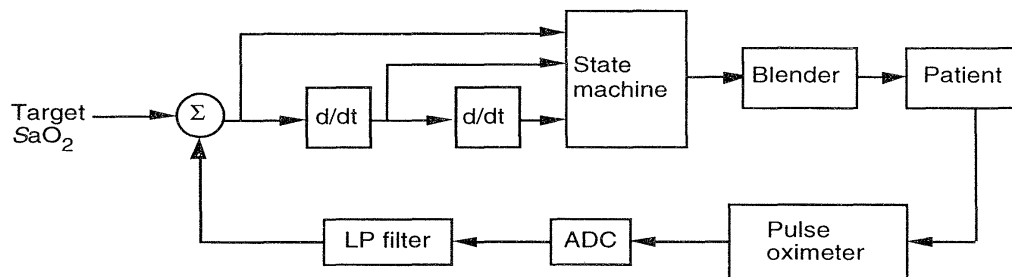 Target
SaO₂
Σ
d/dt
d/dt
State
machine
Blender
Patient
LP filter
ADC
Pulse
oximeter